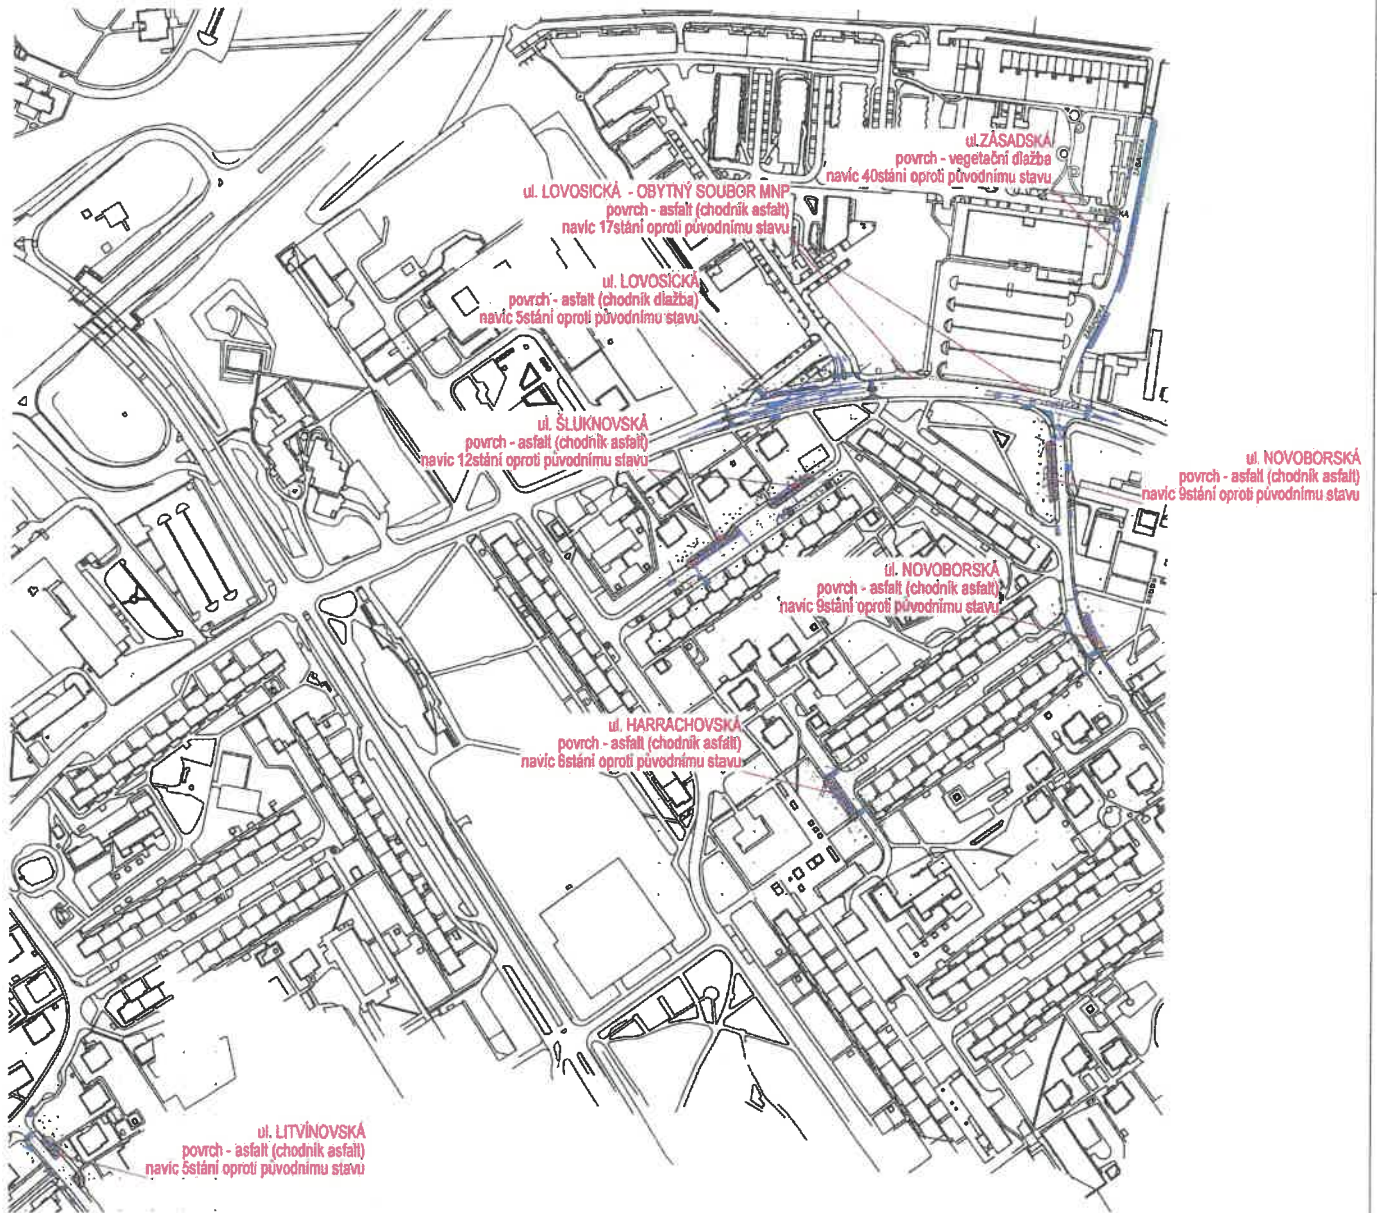 ul.ZÁSADSKÁ
povrch - vegetační dlažba
navíc 40stání oproti původnímu stavu
ul. LOVOSICKÁ - OBYTNÝ SOUBOR MNP
povrch - asfalt (chodník asfalt)
navíc 17stání oproti původnímu stavu
ul. LOVOSICKÁ
povrch - asfalt (chodník dlažba)
navíc 5stání oproti původnímu stavu
ul. ŠLUKNOVSKÁ
povrch - asfalt (chodník asfalt)
navíc 12stání oproti původnímu stavu
ul. NOVOBORSKÁ
povrch - asfalt (chodník asfalt)
navíc 9stání oproti původnímu stavu
ul. NOVOBORSKÁ
povrch - asfalt (chodník asfalt)
navíc 9stání oproti původnímu stavu
ul. HARRACHOVSKÁ
povrch - asfalt (chodník asfalt)
navíc 6stání oproti původnímu stavu
ul. LITVÍNOVSKÁ
povrch - asfalt (chodník asfalt)
navíc 5stání oproti původnímu stavu